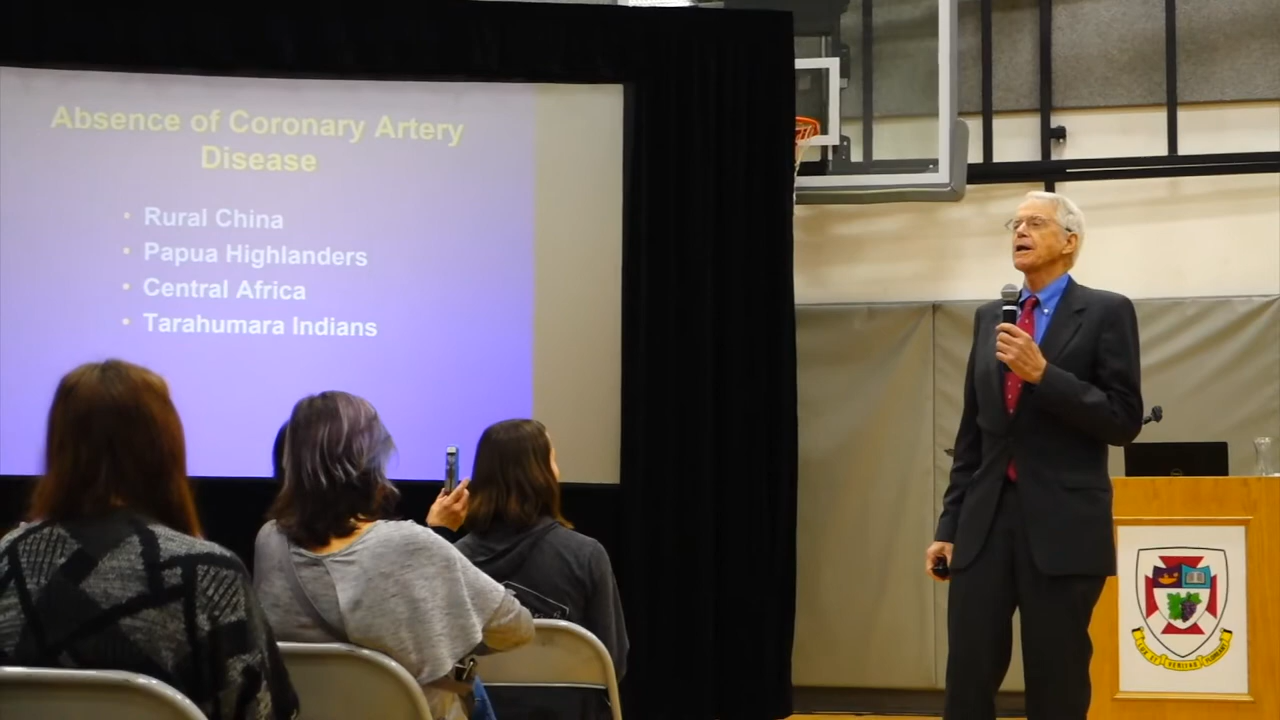 Absence of Coronary Artery
Disease
• Rural China
• Papua Highlanders
• Central Africa
• Tarahumara Indians